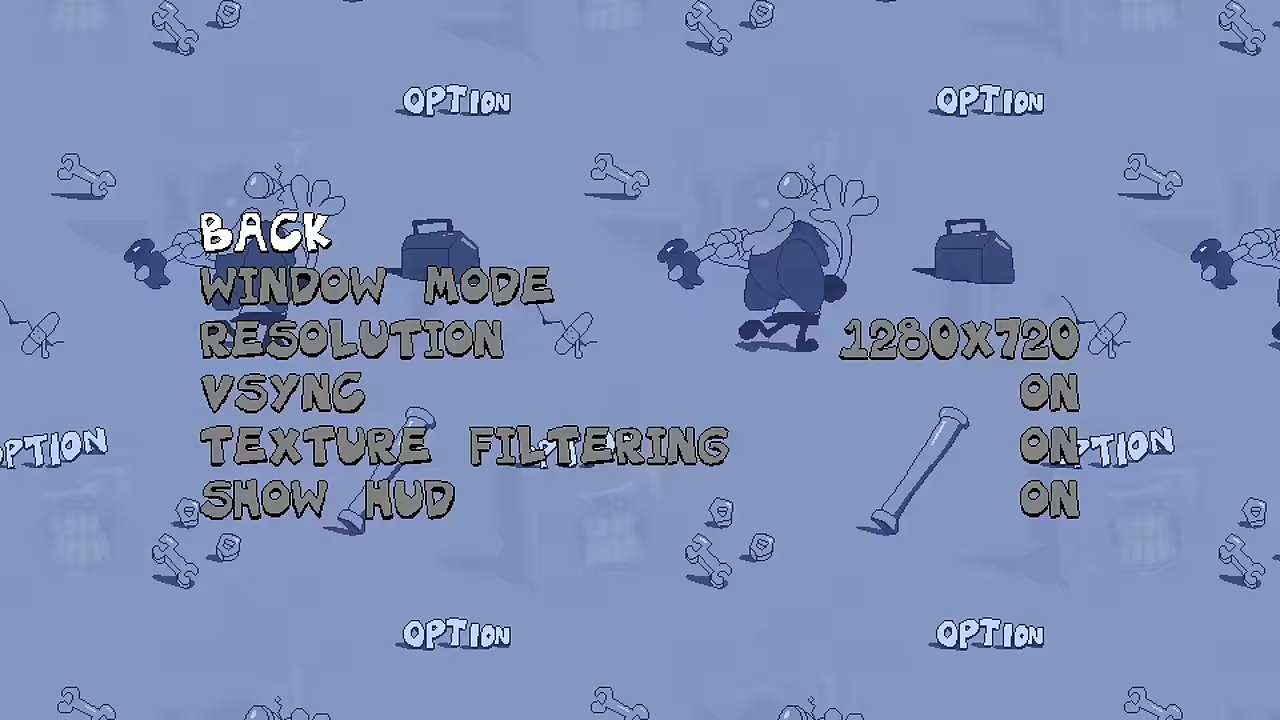 OPTION OPTION
BACK
WINDOW MODE
RESOLUTION 1280X720
VSYNC ON
TEXTURE FILTERING ON
OPTION OPTION
SHOW HUD ON
OPTION OPTION